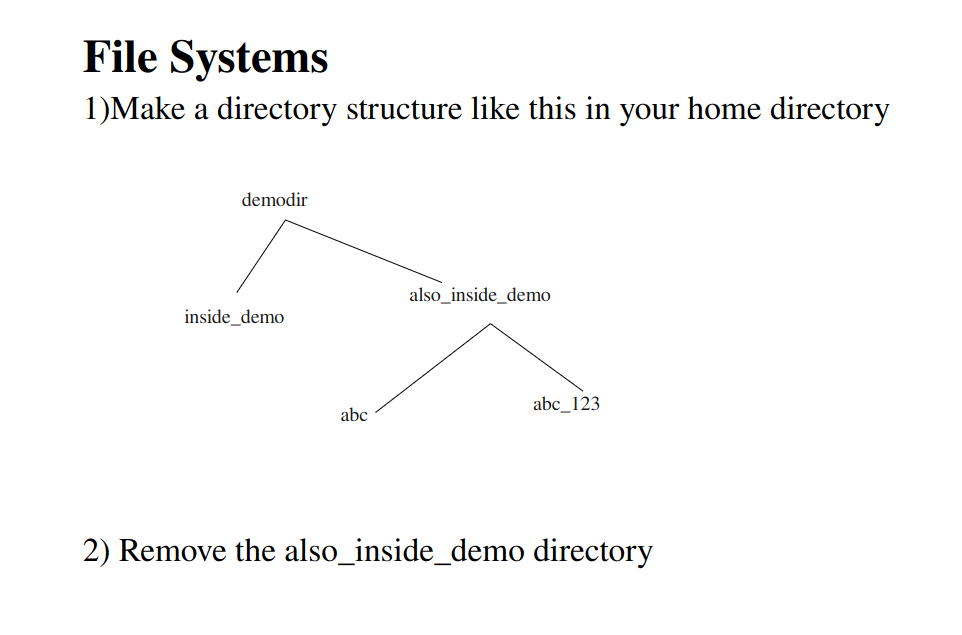 File Systems
1)Make a directory structure like this in your home directory
demodir
also_inside_demo
inside_demo
abc_123
abc
2) Remove the also_inside_demo directory